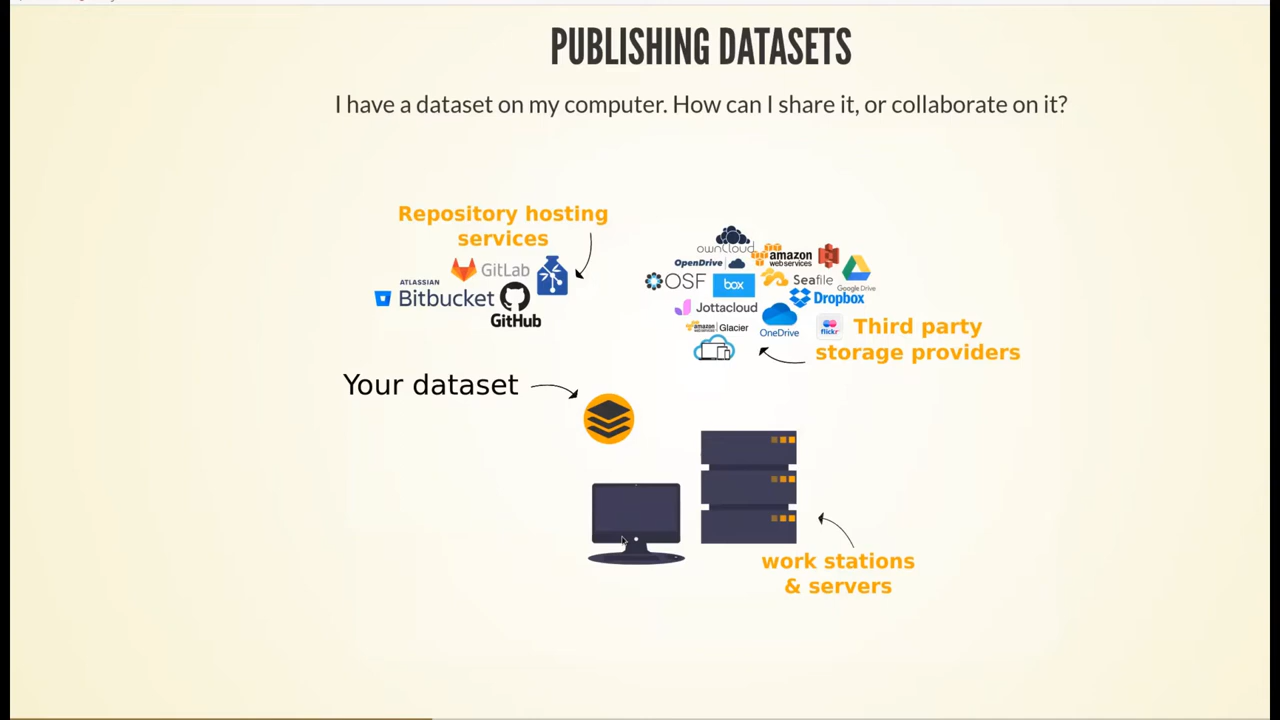 PUBLISHING DATASETS
I have a dataset on my computer. How can I share it, or collaborate on it?
Repository hosting
services
GitLab
ATLASSIAN
Bitbucket
GitHub
ownCloud
OpenDrive
amazon
webservices
OSF
box
Seafile
Google Drive
Dropbox
Jottacloud
amazon
webservices
Glacier
OneDrive
flickr
Third party
storage providers
Your dataset
work stations
& servers